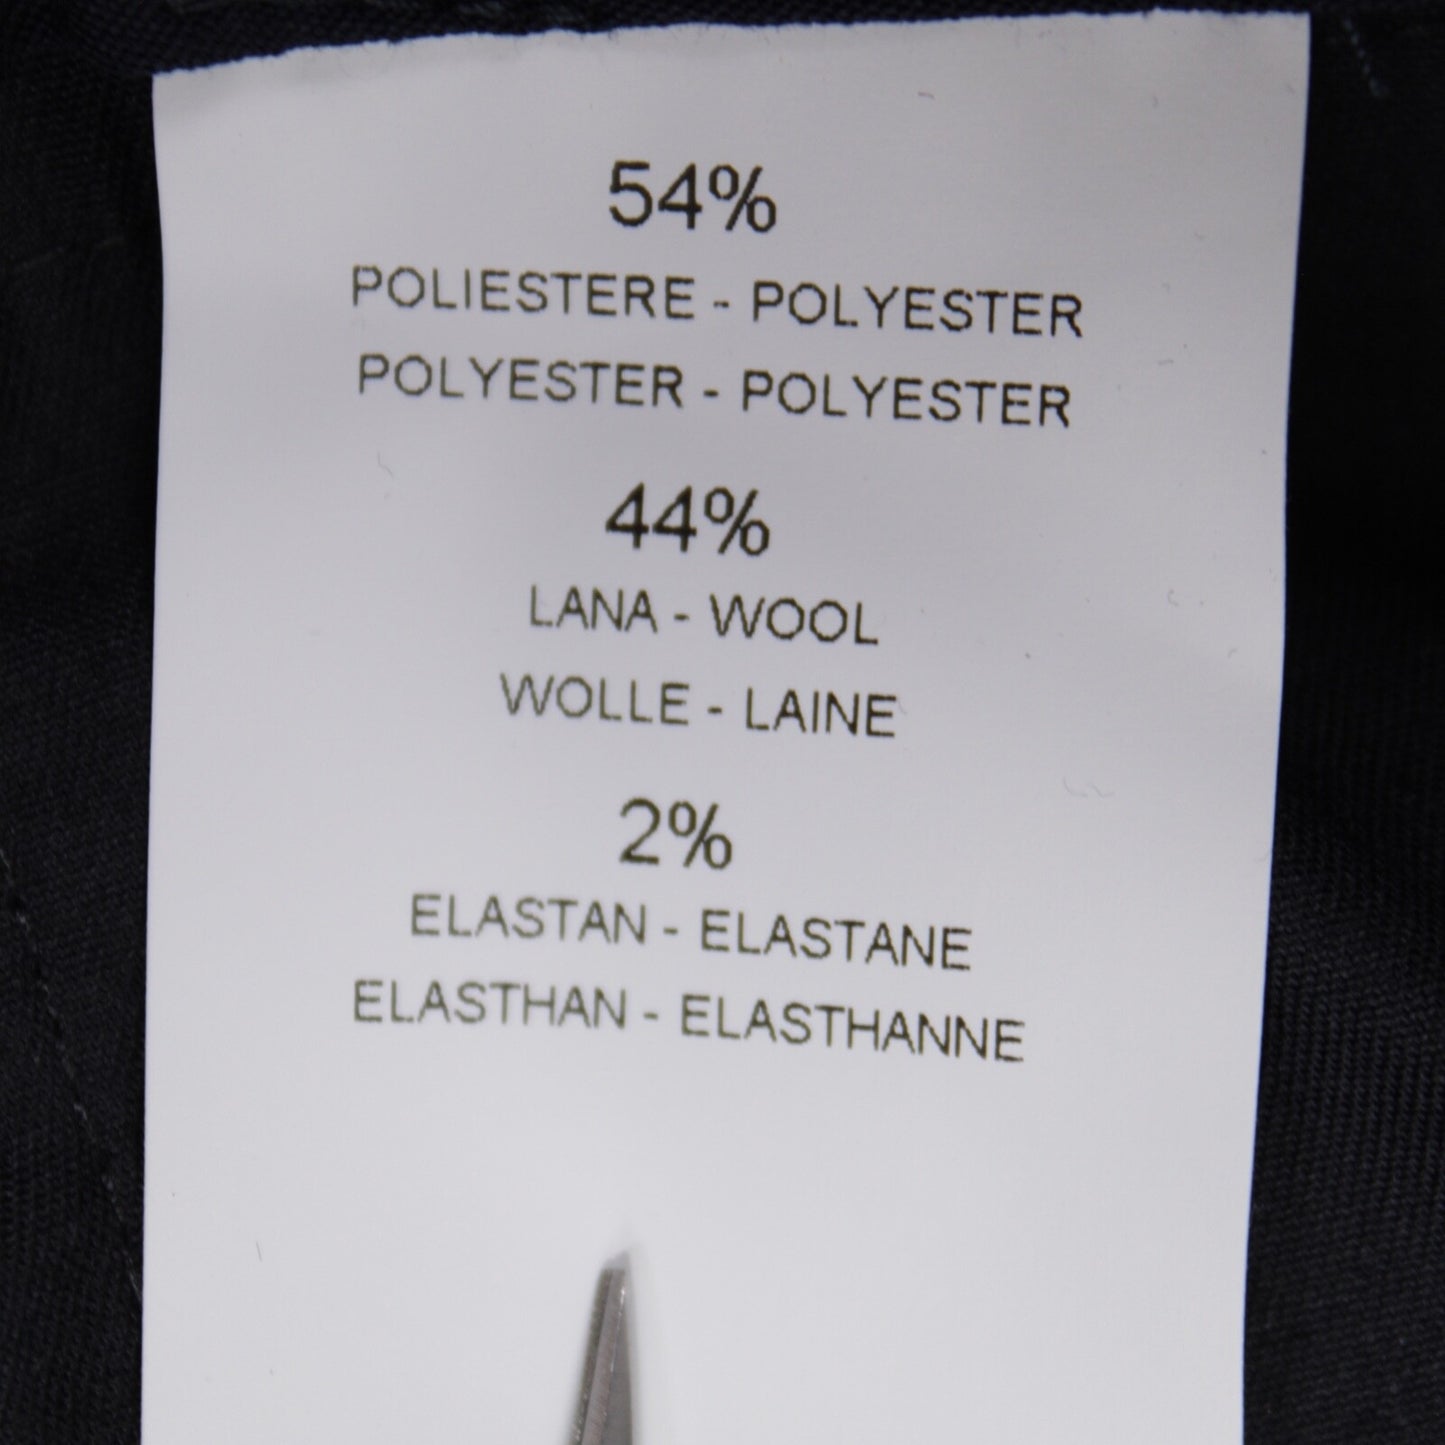 54%
POLIESTERE - POLYESTER
POLYESTER - POLYESTER
44%
LANA - WOOL
WOLLE - LAINE
2%
ELASTAN - ELASTANE
ELASTHAN - ELASTHANNE